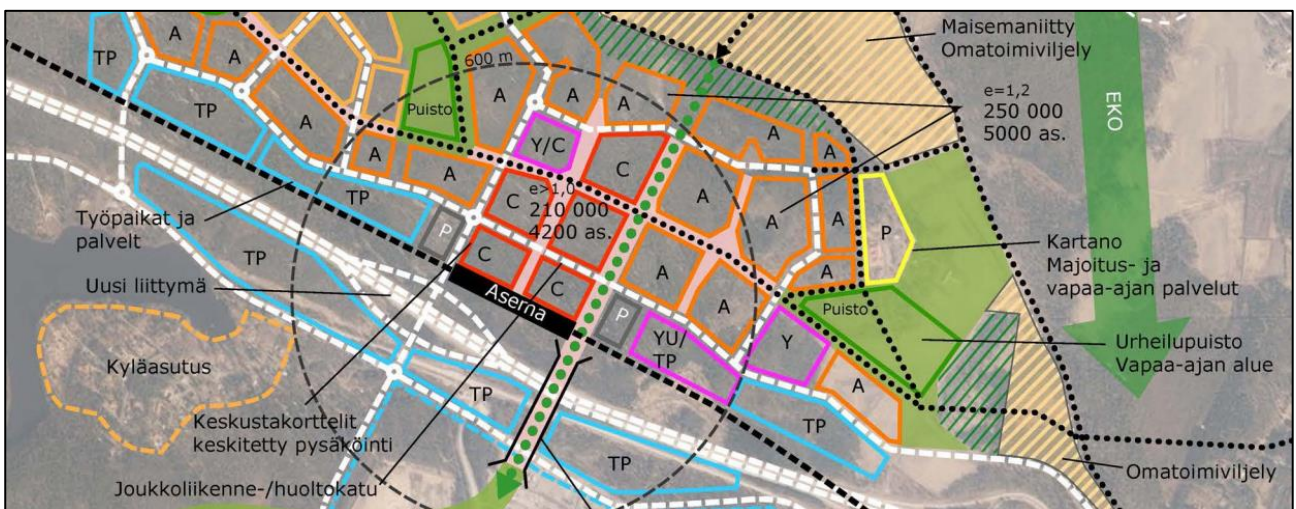 TP
A
A
A
TP
600 m
Puisto
A
A
A
A
A
A
Y/C
C
A
C
e>1,0
210 000
4200 as.
C
C
P
TP
Työpaikat ja
palvelt
TP
Uusi liittymä
Aserna
P
A
A
A
A
A
A
YU/
TP
Y
A
TP
Puisto
P
Maisemaniitty
Omatoimiviljely
e=1,2
250 000
5000 as.
EKO
Kartano
Majoitus- ja
vapaa-ajan palvelut
Urheilupuisto
Vapaa-ajan alue
Omatoimiviljely
Kyläasutus
Keskustakorttelit
keskitetty pysäköinti
Joukkoliikenne-/huoltokatu
TP
TP